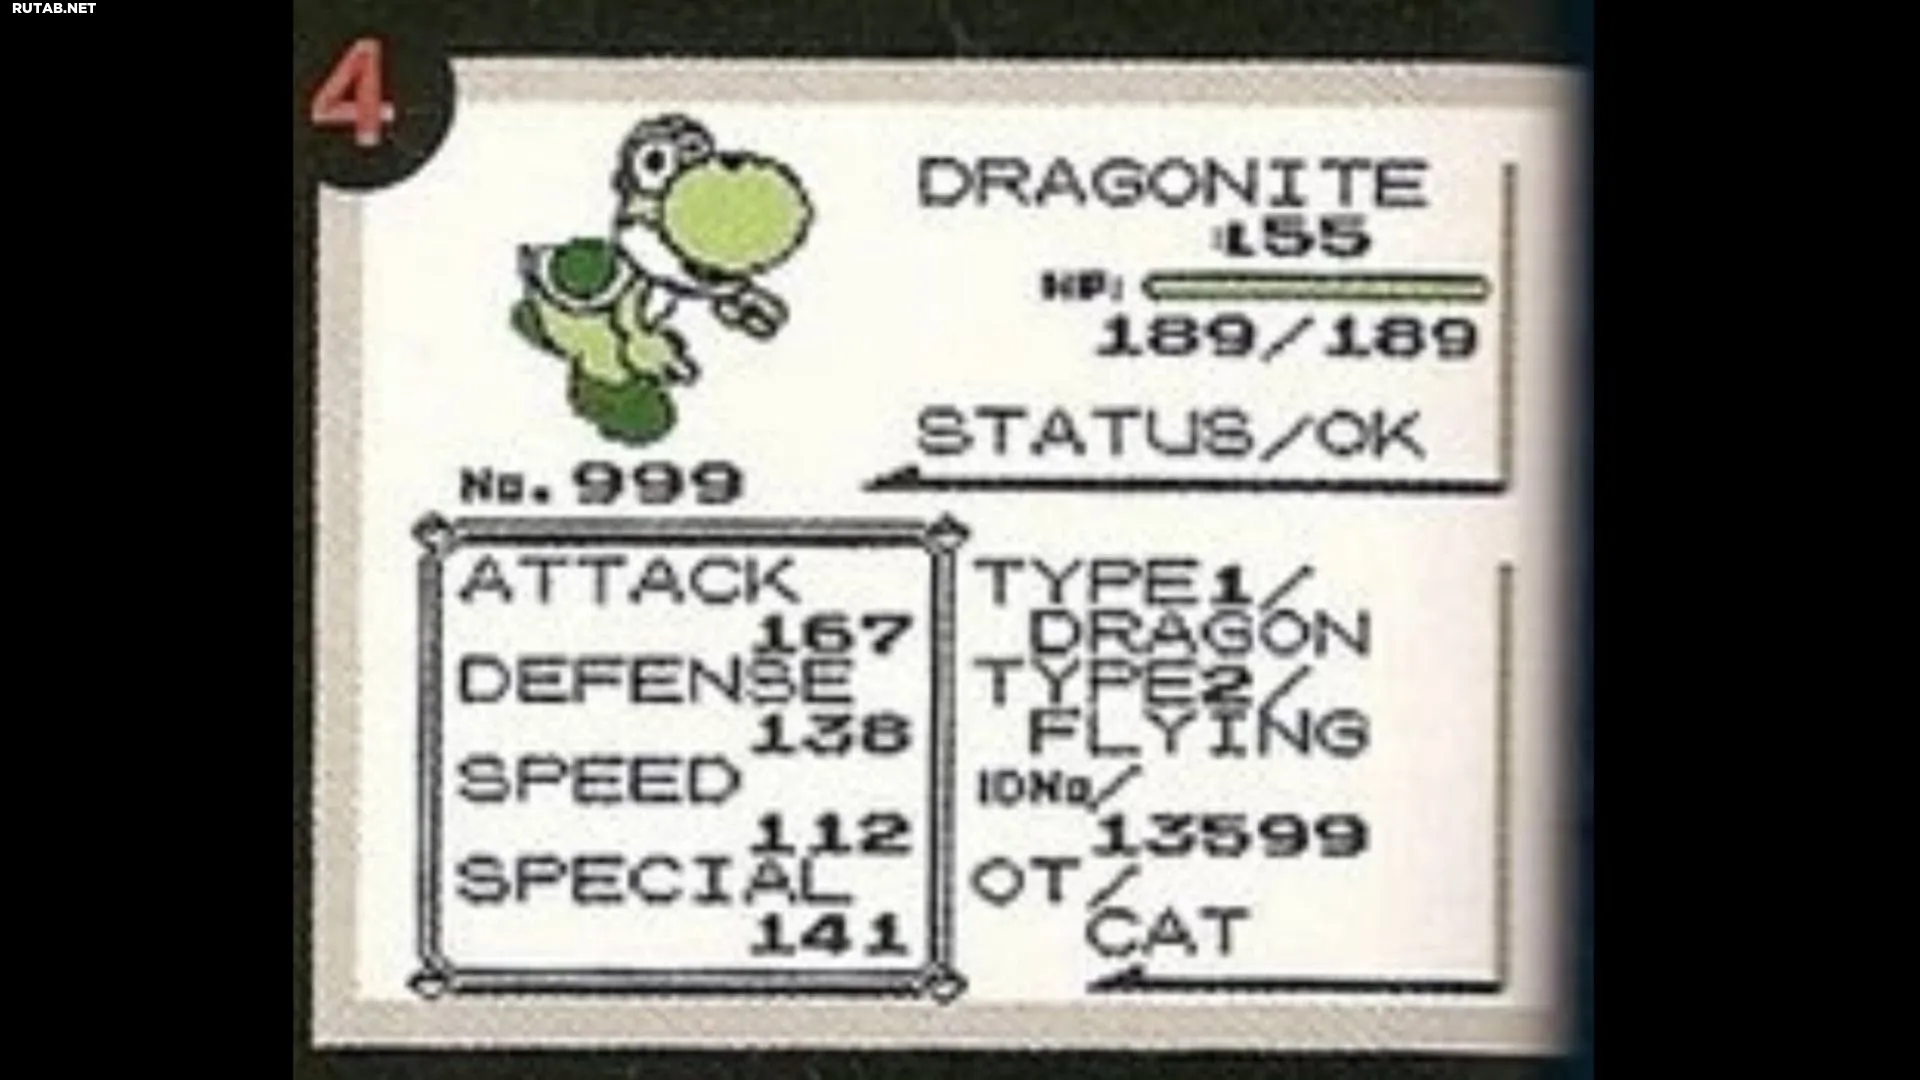 RUTAB.NET
4
DRAGONITE
:L55
HP:
189/189
STATUS/OK
No. 999
ATTACK
167
DEFENSE
138
SPEED
112
SPECIAL
141
TYPE1/
DRAGON
TYPE2/
FLYING
IDNo/
13599
OT/
CAT